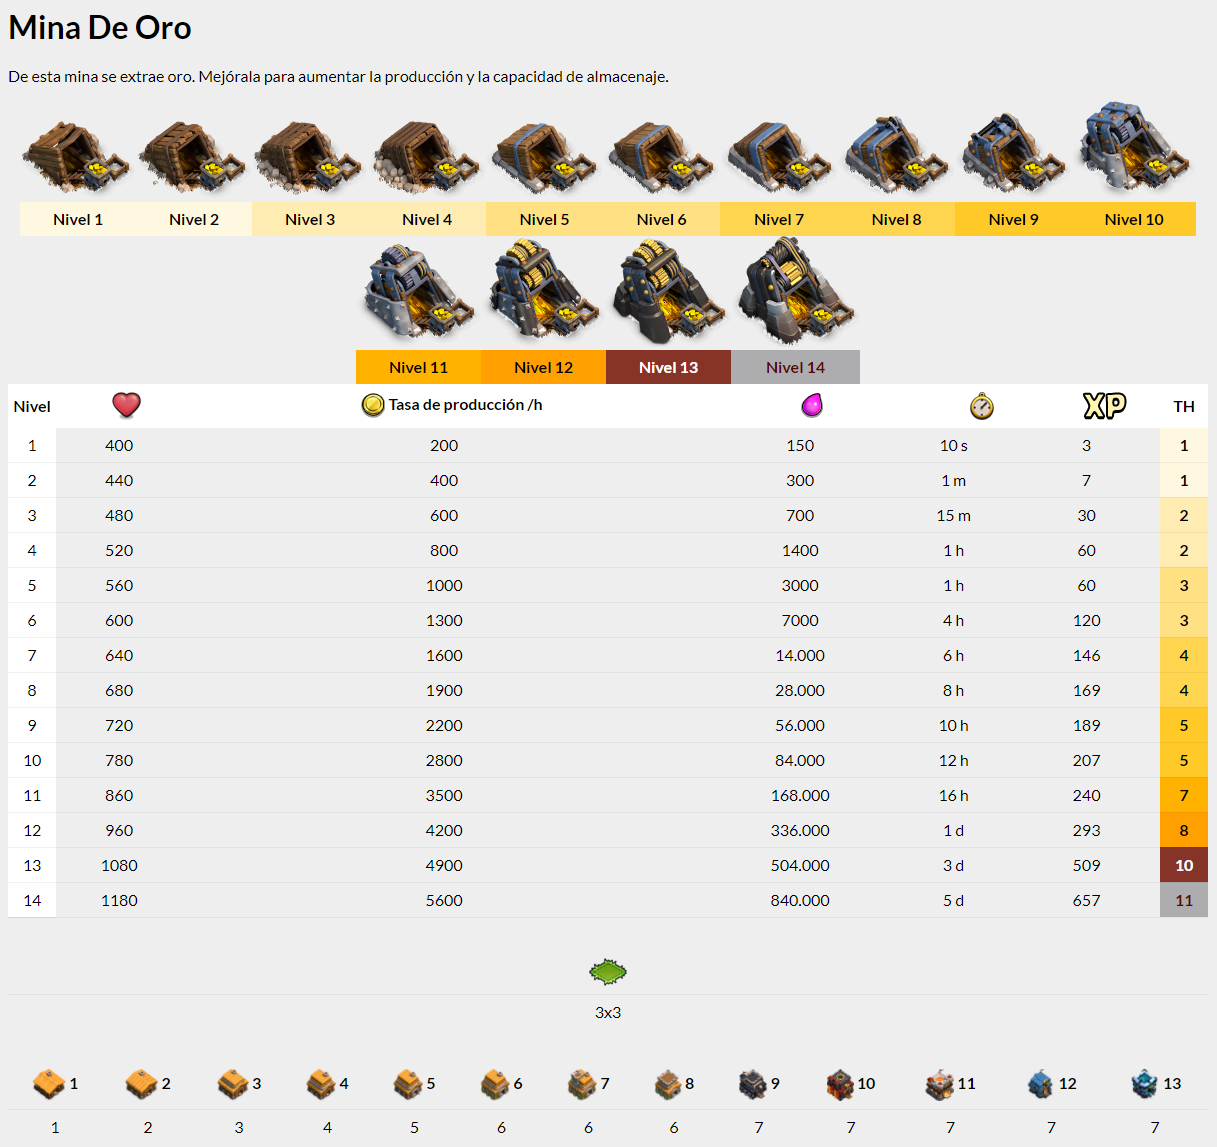 Mina De Oro
De esta mina se extrae oro. Mejórala para aumentar la producción y la capacidad de almacenaje.
Nivel 1 Nivel 2 Nivel 3 Nivel 4 Nivel 5 Nivel 6 Nivel 7 Nivel 8 Nivel 9 Nivel 10
Nivel 11 Nivel 12 Nivel 13 Nivel 14
Nivel Tasa de producción /h XP TH
1 400 200 150 10 s 3 1
2 440 400 300 1 m 7 1
3 480 600 700 15 m 30 2
4 520 800 1400 1 h 60 2
5 560 1000 3000 1 h 60 3
6 600 1300 7000 4 h 120 3
7 640 1600 14.000 6 h 146 4
8 680 1900 28.000 8 h 169 4
9 720 2200 56.000 10 h 189 5
10 780 2800 84.000 12 h 207 5
11 860 3500 168.000 16 h 240 7
12 960 4200 336.000 1 d 293 8
13 1080 4900 504.000 3 d 509 10
14 1180 5600 840.000 5 d 657 11
3x3
1 2 3 4 5 6 7 8 9 10 11 12 13
1 2 3 4 5 6 6 6 7 7 7 7 7